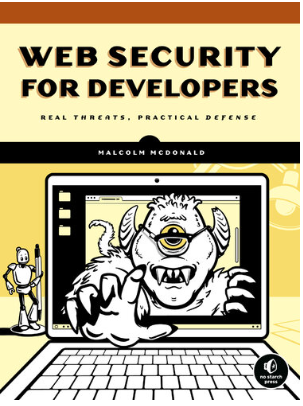 WEB SECURITY
FOR DEVELOPERS
REAL THREATS, PRACTICAL DEFENSE
MALCOLM MCDONALD
no starch
press